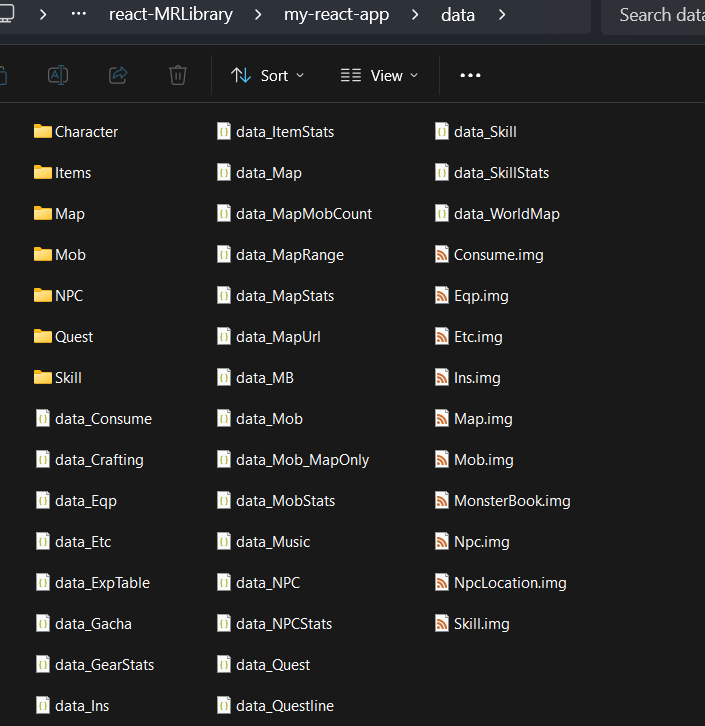 ··· react-MRLibrary my-react-app data Search data
Sort View
Character
Items
Map
Mob
NPC
Quest
Skill
data_Consume
data_Crafting
data_Eqp
data_Etc
data_ExpTable
data_Gacha
data_GearStats
data_Ins
data_ItemStats
data_Map
data_MapMobCount
data_MapRange
data_MapStats
data_MapUrl
data_MB
data_Mob
data_Mob_MapOnly
data_MobStats
data_Music
data_NPC
data_NPCStats
data_Quest
data_Questline
data_Skill
data_SkillStats
data_WorldMap
Consume.img
Eqp.img
Etc.img
Ins.img
Map.img
Mob.img
MonsterBook.img
Npc.img
NpcLocation.img
Skill.img